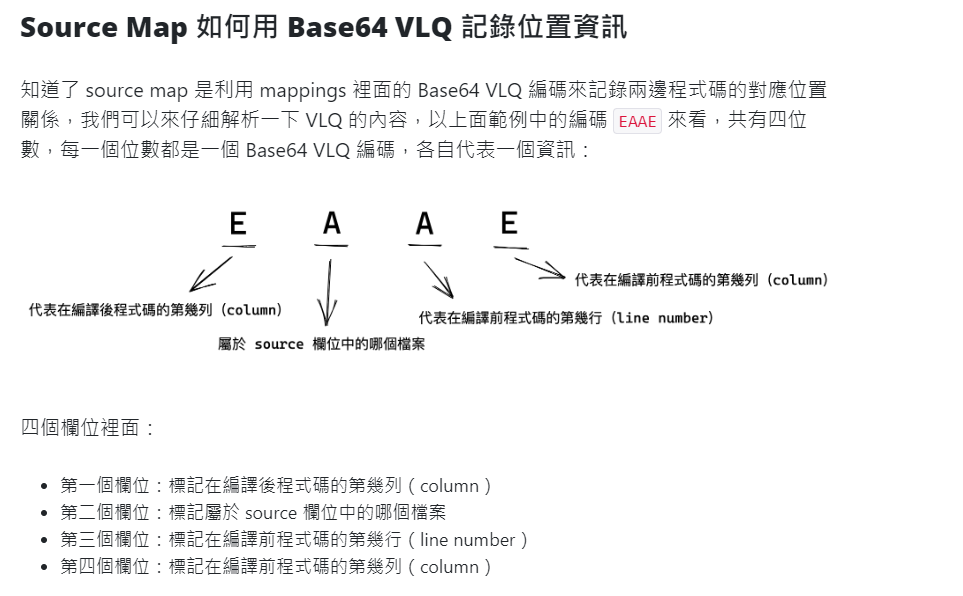 Source Map 如何用 Base64 VLQ 記錄位置資訊
知道了 source map 是利用 mappings 裡面的 Base64 VLQ 編碼來記錄兩邊程式碼的對應位置
關係，我們可以來仔細解析一下 VLQ 的內容，以上面範例中的編碼 EAAE 來看，共有四位
數，每一個位數都是一個 Base64 VLQ 編碼，各自代表一個資訊：
E A A E
代表在編譯前程式碼的第幾列（column）
代表在編譯後程式碼的第幾列（column）
代表在編譯前程式碼的第幾行（line number）
屬於 source 欄位中的哪個檔案
四個欄位裡面：
• 第一個欄位：標記在編譯後程式碼的第幾列（column）
• 第二個欄位：標記屬於 source 欄位中的哪個檔案
• 第三個欄位：標記在編譯前程式碼的第幾行（line number）
• 第四個欄位：標記在編譯前程式碼的第幾列（column）